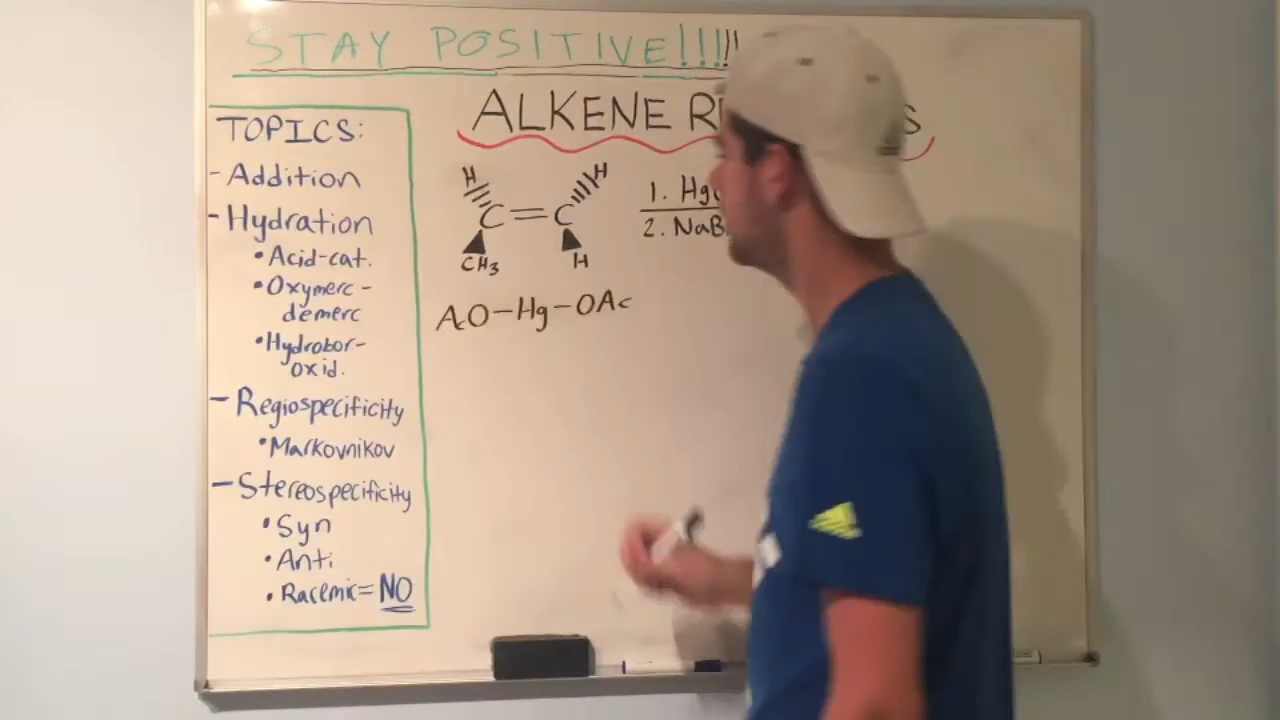 STAY POSITIVE!!!!!
ALKENE
TOPICS:
- Addition
- Hydration
• Acid-cat.
• Oxymerc-
demerc
• Hydrobor-
oxid.
- Regiospecificity
• Markovnikov
- Stereospecificity
• Syn
• Anti
• Racemic = NO
H H
C=C
CH₃ H
1. Hg
2. NaB
AcO-Hg-OAc